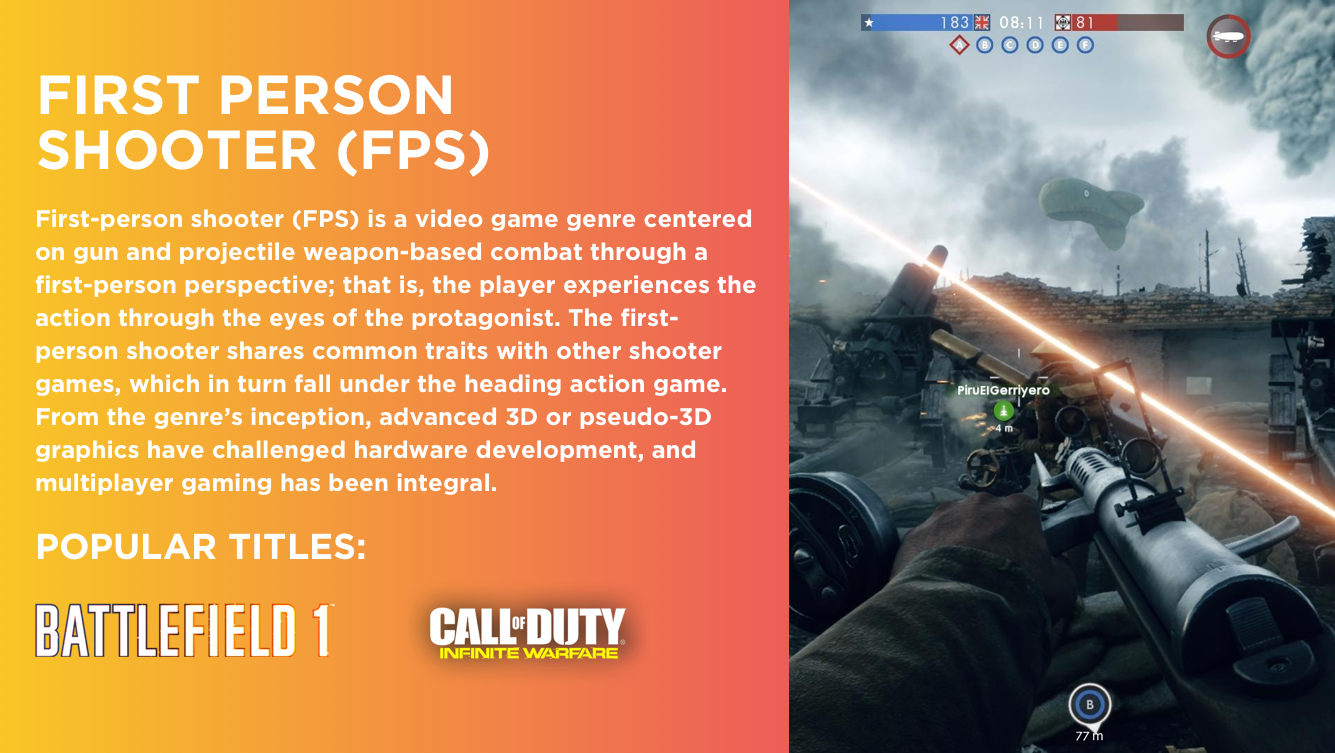 FIRST PERSON
SHOOTER (FPS)
First-person shooter (FPS) is a video game genre centered
on gun and projectile weapon-based combat through a
first-person perspective; that is, the player experiences the
action through the eyes of the protagonist. The first-
person shooter shares common traits with other shooter
games, which in turn fall under the heading action game.
From the genre’s inception, advanced 3D or pseudo-3D
graphics have challenged hardware development, and
multiplayer gaming has been integral.
POPULAR TITLES:
BATTLEFIELD 1™
CALL OF DUTY®
INFINITE WARFARE
183 08:11 81
A B C D E F
PiruElGerriyero
4 m
B
77 m